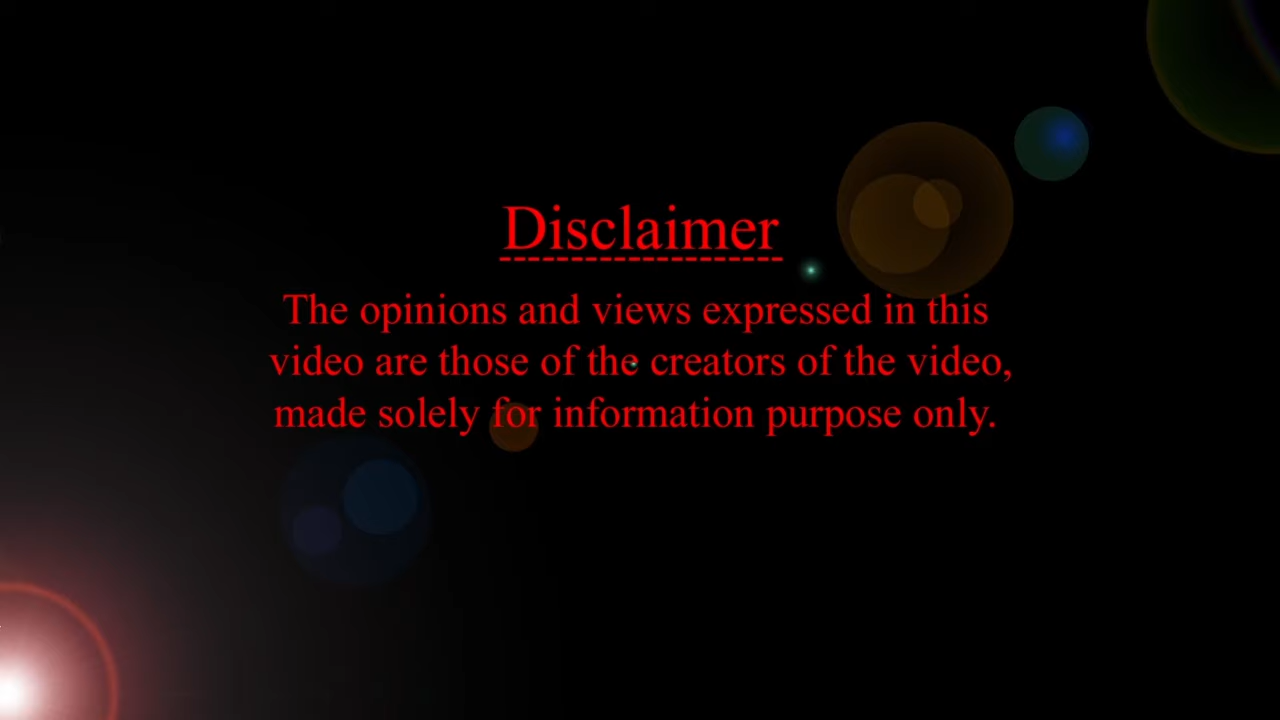 Disclaimer
The opinions and views expressed in this
video are those of the creators of the video,
made solely for information purpose only.